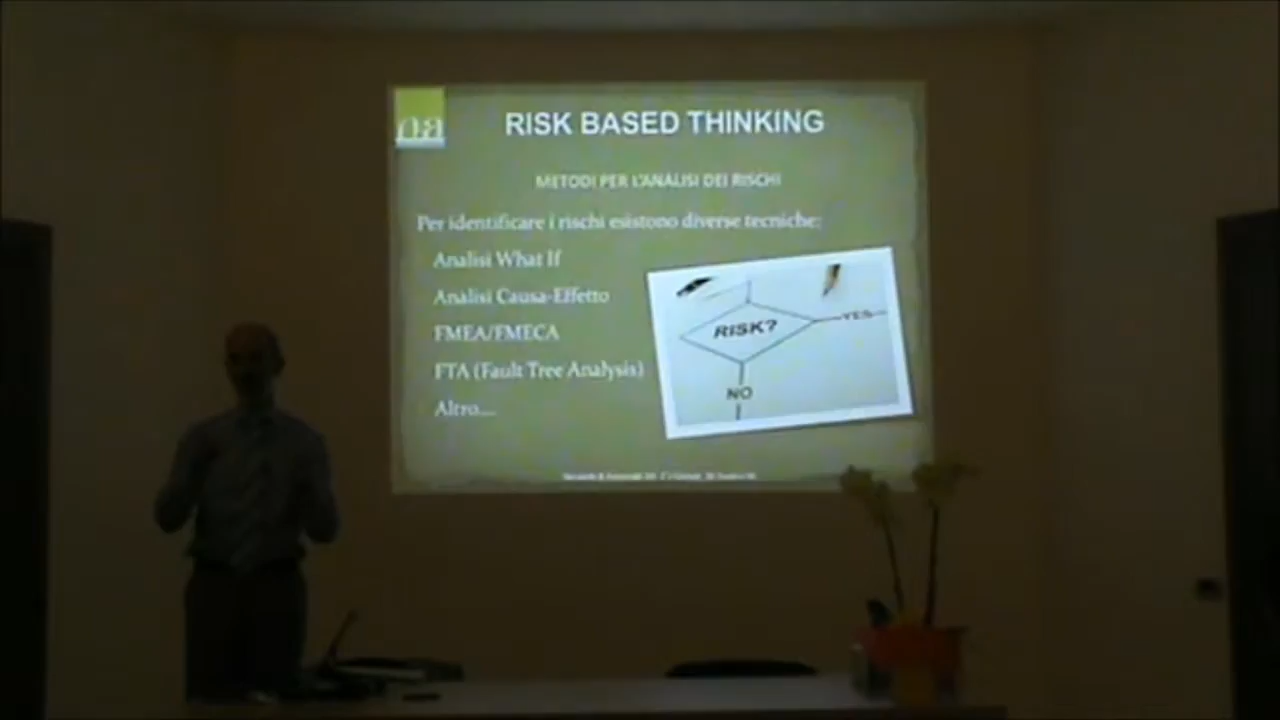 na
RISK BASED THINKING
METODI PER L'ANALISI DEI RISCHI
Per identificare i rischi esistono diverse tecniche:
Analisi What If
Analisi Causa-Effetto
FMEA/FMECA
FTA (Fault Tree Analysis)
Altro....
RISK?
YES
NO